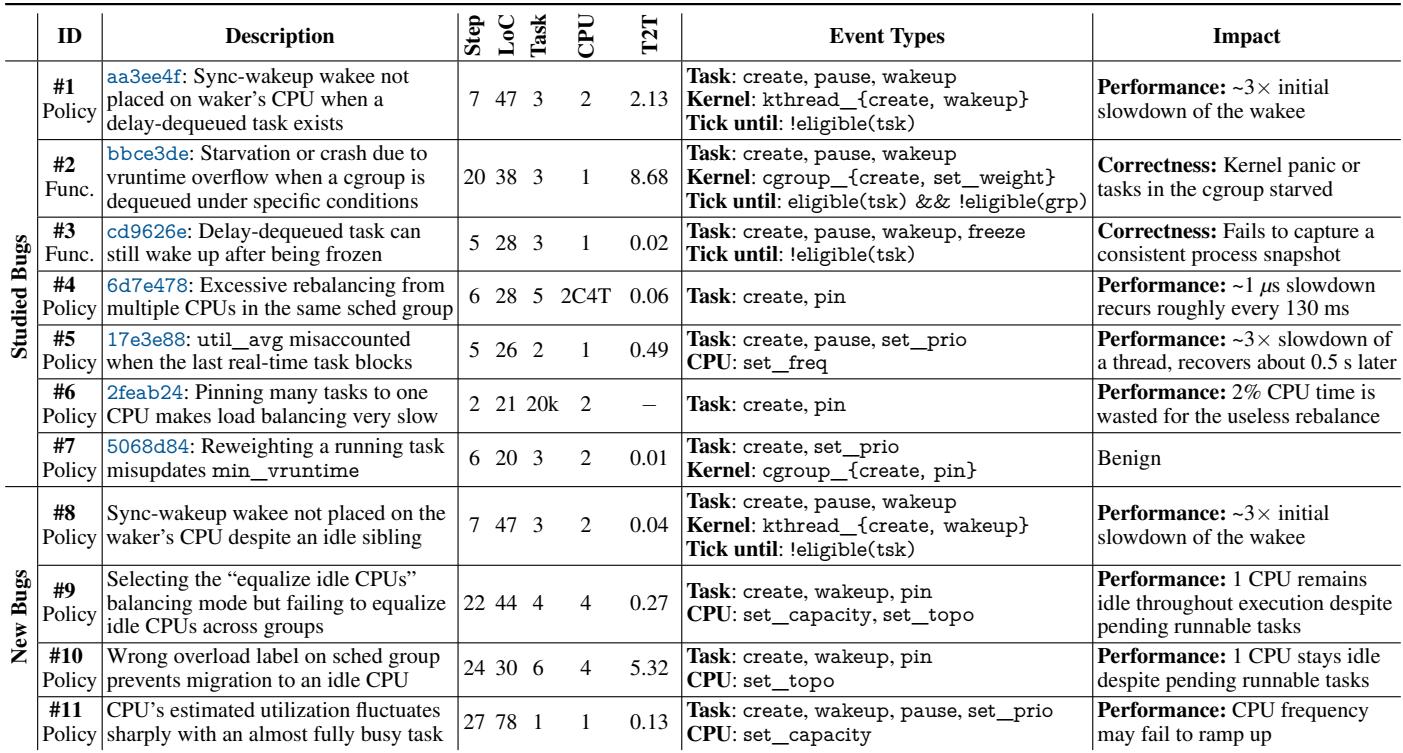 ID Description Step LoC Task CPU T2T Event Types Impact
Studied Bugs
#1 Policy
aa3ee4f: Sync-wakeup wakee not
placed on waker's CPU when a
delay-dequeued task exists
7 47 3 2 2.13
Task: create, pause, wakeup
Kernel: kthread_{create, wakeup}
Tick until: !eligible(tsk)
Performance: ~3× initial
slowdown of the wakee
#2 Func.
bbce3de: Starvation or crash due to
vruntime overflow when a cgroup is
dequeued under specific conditions
20 38 3 1 8.68
Task: create, pause, wakeup
Kernel: cgroup_{create, set_weight}
Tick until: eligible(tsk) && !eligible(grp)
Correctness: Kernel panic or
tasks in the cgroup starved
#3 Func.
cd9626e: Delay-dequeued task can
still wake up after being frozen
5 28 3 1 0.02
Task: create, pause, wakeup, freeze
Tick until: !eligible(tsk)
Correctness: Fails to capture a
consistent process snapshot
#4 Policy
6d7e478: Excessive rebalancing from
multiple CPUs in the same sched group
6 28 5 2C4T 0.06
Task: create, pin
Performance: ~1 μs slowdown
recurs roughly every 130 ms
#5 Policy
17e3e88: util_avg misaccounted
when the last real-time task blocks
5 26 2 1 0.49
Task: create, pause, set_prio
CPU: set_freq
Performance: ~3× slowdown of
a thread, recovers about 0.5 s later
#6 Policy
2feab24: Pinning many tasks to one
CPU makes load balancing very slow
2 21 20k 2 –
Task: create, pin
Performance: 2% CPU time is
wasted for the useless rebalance
#7 Policy
5068d84: Reweighting a running task
misupdates min_vruntime
6 20 3 2 0.01
Task: create, set_prio
Kernel: cgroup_{create, pin}
Benign
New Bugs
#8 Policy
Sync-wakeup wakee not placed on the
waker's CPU despite an idle sibling
7 47 3 2 0.04
Task: create, pause, wakeup
Kernel: kthread_{create, wakeup}
Tick until: !eligible(tsk)
Performance: ~3× initial
slowdown of the wakee
#9 Policy
Selecting the “equalize idle CPUs”
balancing mode but failing to equalize
idle CPUs across groups
22 44 4 4 0.27
Task: create, wakeup, pin
CPU: set_capacity, set_topo
Performance: 1 CPU remains
idle throughout execution despite
pending runnable tasks
#10 Policy
Wrong overload label on sched group
prevents migration to an idle CPU
24 30 6 4 5.32
Task: create, wakeup, pin
CPU: set_topo
Performance: 1 CPU stays idle
despite pending runnable tasks
#11 Policy
CPU's estimated utilization fluctuates
sharply with an almost fully busy task
27 78 1 1 0.13
Task: create, wakeup, pause, set_prio
CPU: set_capacity
Performance: CPU frequency
may fail to ramp up